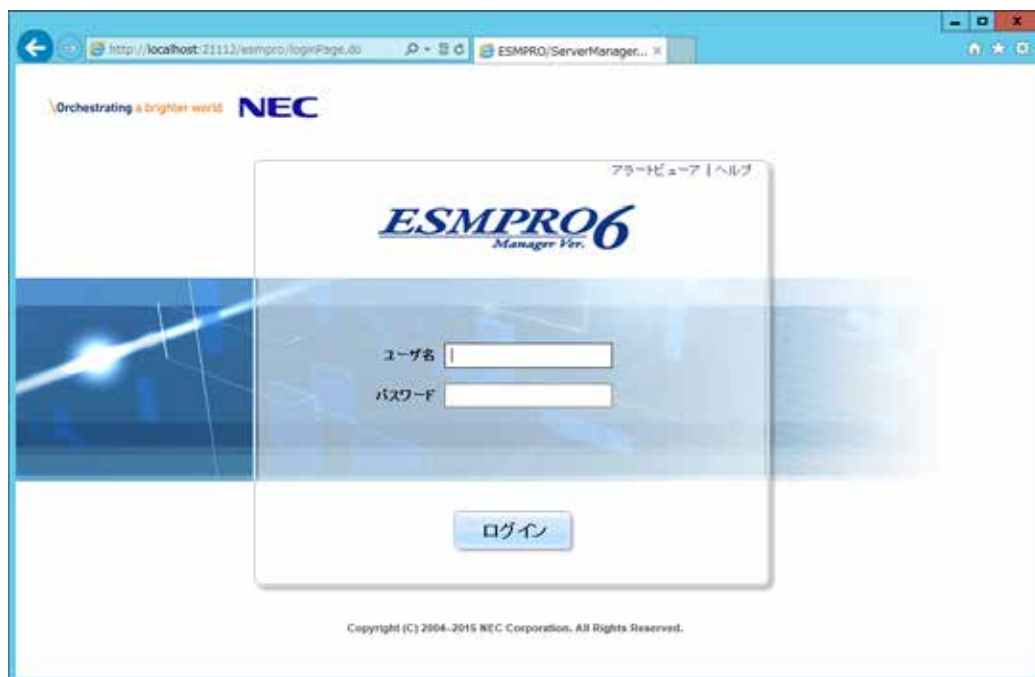 http://localhost:21112/esmpro/loginPage.do
ESMPRO/ServerManager...
\Orchestrating a brighter world NEC
アラートビューア | ヘルプ
ESMPRO6
Manager Ver.
ユーザ名
パスワード
ログイン
Copyright (C) 2004-2015 NEC Corporation. All Rights Reserved.